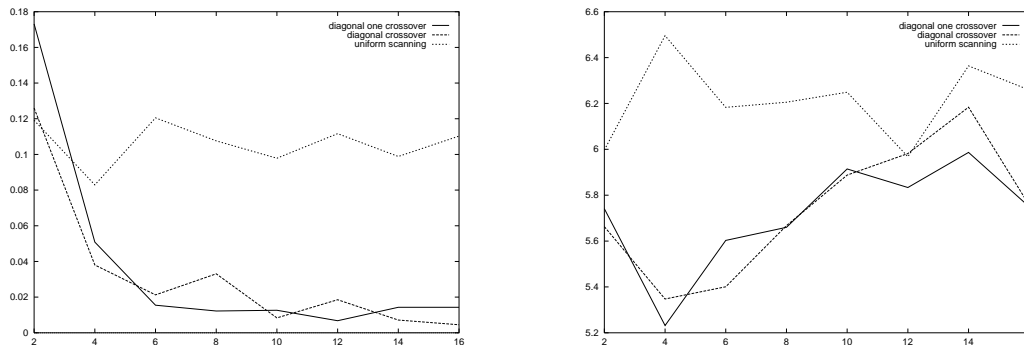 0.18
0.16
0.14
0.12
0.1
0.08
0.06
0.04
0.02
0
2 4 6 8 10 12 14 16
diagonal one crossover
diagonal crossover
uniform scanning
6.6
6.4
6.2
6
5.8
5.6
5.4
5.2
2 4 6 8 10 12 14
diagonal one crossover
diagonal crossover
uniform scanning